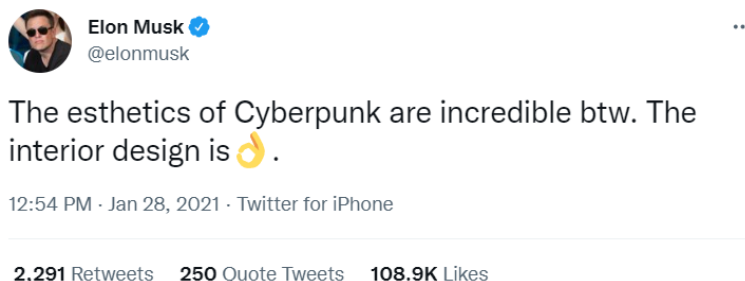 Elon Musk
@elonmusk
The esthetics of Cyberpunk are incredible btw. The
interior design is👌.
12:54 PM · Jan 28, 2021 · Twitter for iPhone
2,291 Retweets 250 Quote Tweets 108.9K Likes